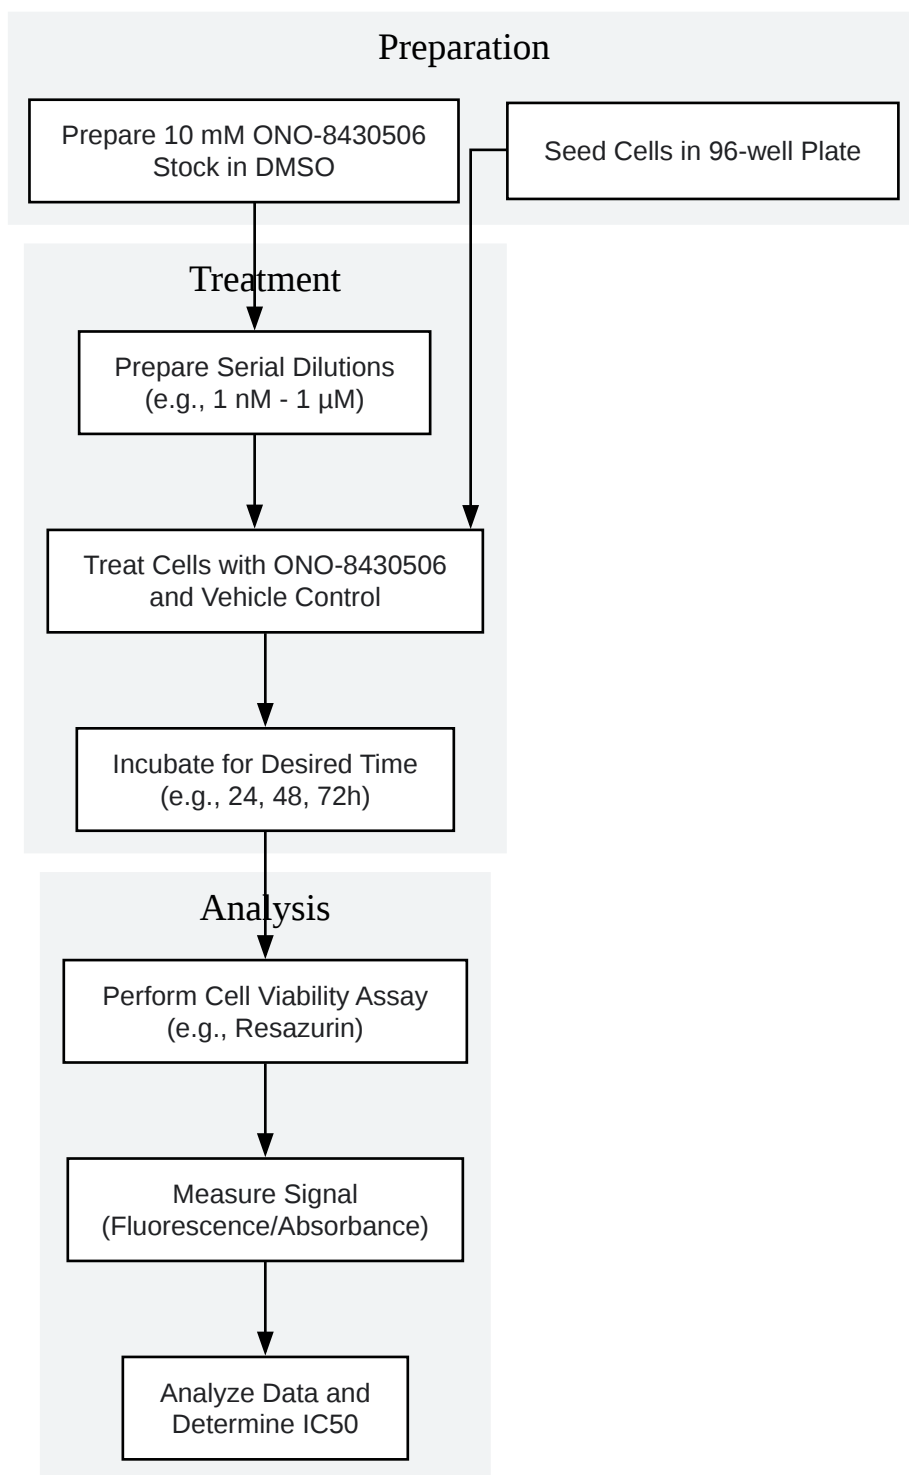 Preparation
Prepare 10 mM ONO-8430506
Stock in DMSO
Seed Cells in 96-well Plate
Treatment
Prepare Serial Dilutions
(e.g., 1 nM - 1 µM)
Treat Cells with ONO-8430506
and Vehicle Control
Incubate for Desired Time
(e.g., 24, 48, 72h)
Analysis
Perform Cell Viability Assay
(e.g., Resazurin)
Measure Signal
(Fluorescence/Absorbance)
Analyze Data and
Determine IC50